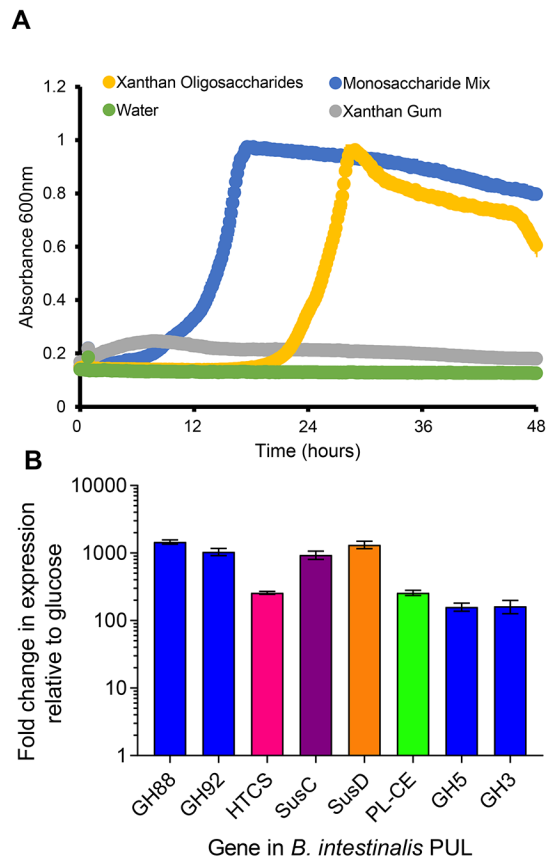 A
Xanthan Oligosaccharides
Monosaccharide Mix
Water
Xanthan Gum
Absorbance 600nm
1.2
1
0.8
0.6
0.4
0.2
0
0
12
24
36
48
Time (hours)
B
Fold change in expression
relative to glucose
10000
1000
100
10
1
GH88
GH92
HTCS
SusC
SusD
PL-CE
GH5
GH3
Gene in B. intestinalis PUL